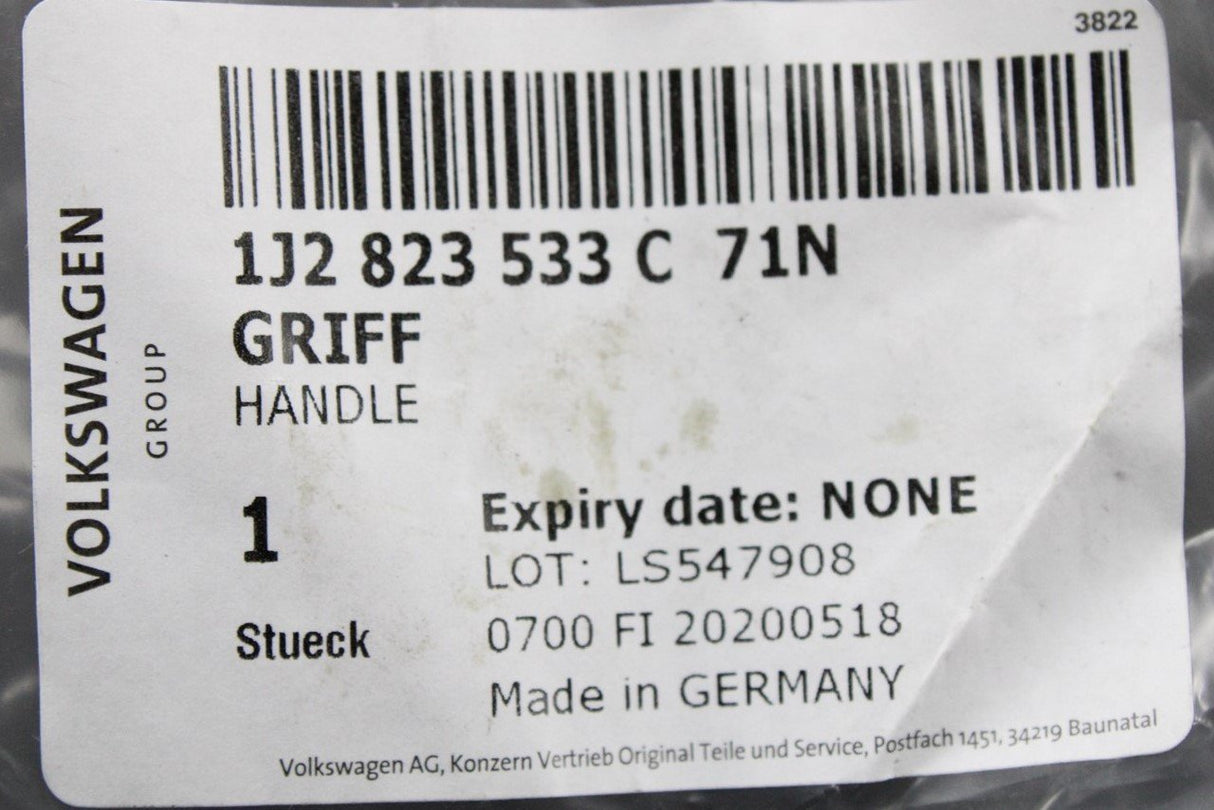 3822
1J2 823 533 C 71N
GRIFF
HANDLE
VOLKSWAGEN
GROUP
1
Stueck
Expiry date: NONE
LOT: LS547908
0700 FI 20200518
Made in GERMANY
Volkswagen AG, Konzern Vertrieb Original Teile und Service, Postfach 1451, 34219 Baunatal